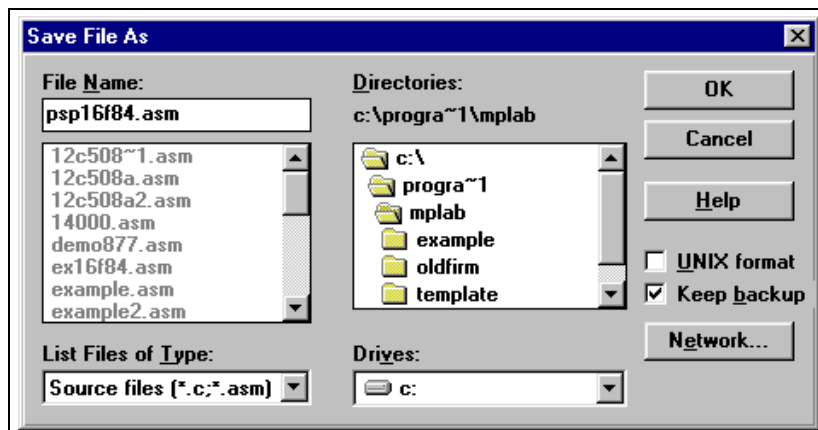 Save File As
File Name:
psp16f84.asm
12c508~1.asm
12c508a.asm
12c508a2.asm
14000.asm
demo877.asm
ex16f84.asm
example.asm
example2.asm
List Files of Type:
Source files (*.c;*.asm)
Directories:
c:\progra~1\mplab
c:\
progra~1
mplab
example
oldfirm
template
Drives:
c:
OK
Cancel
Help
UNIX format
Keep backup
Network...